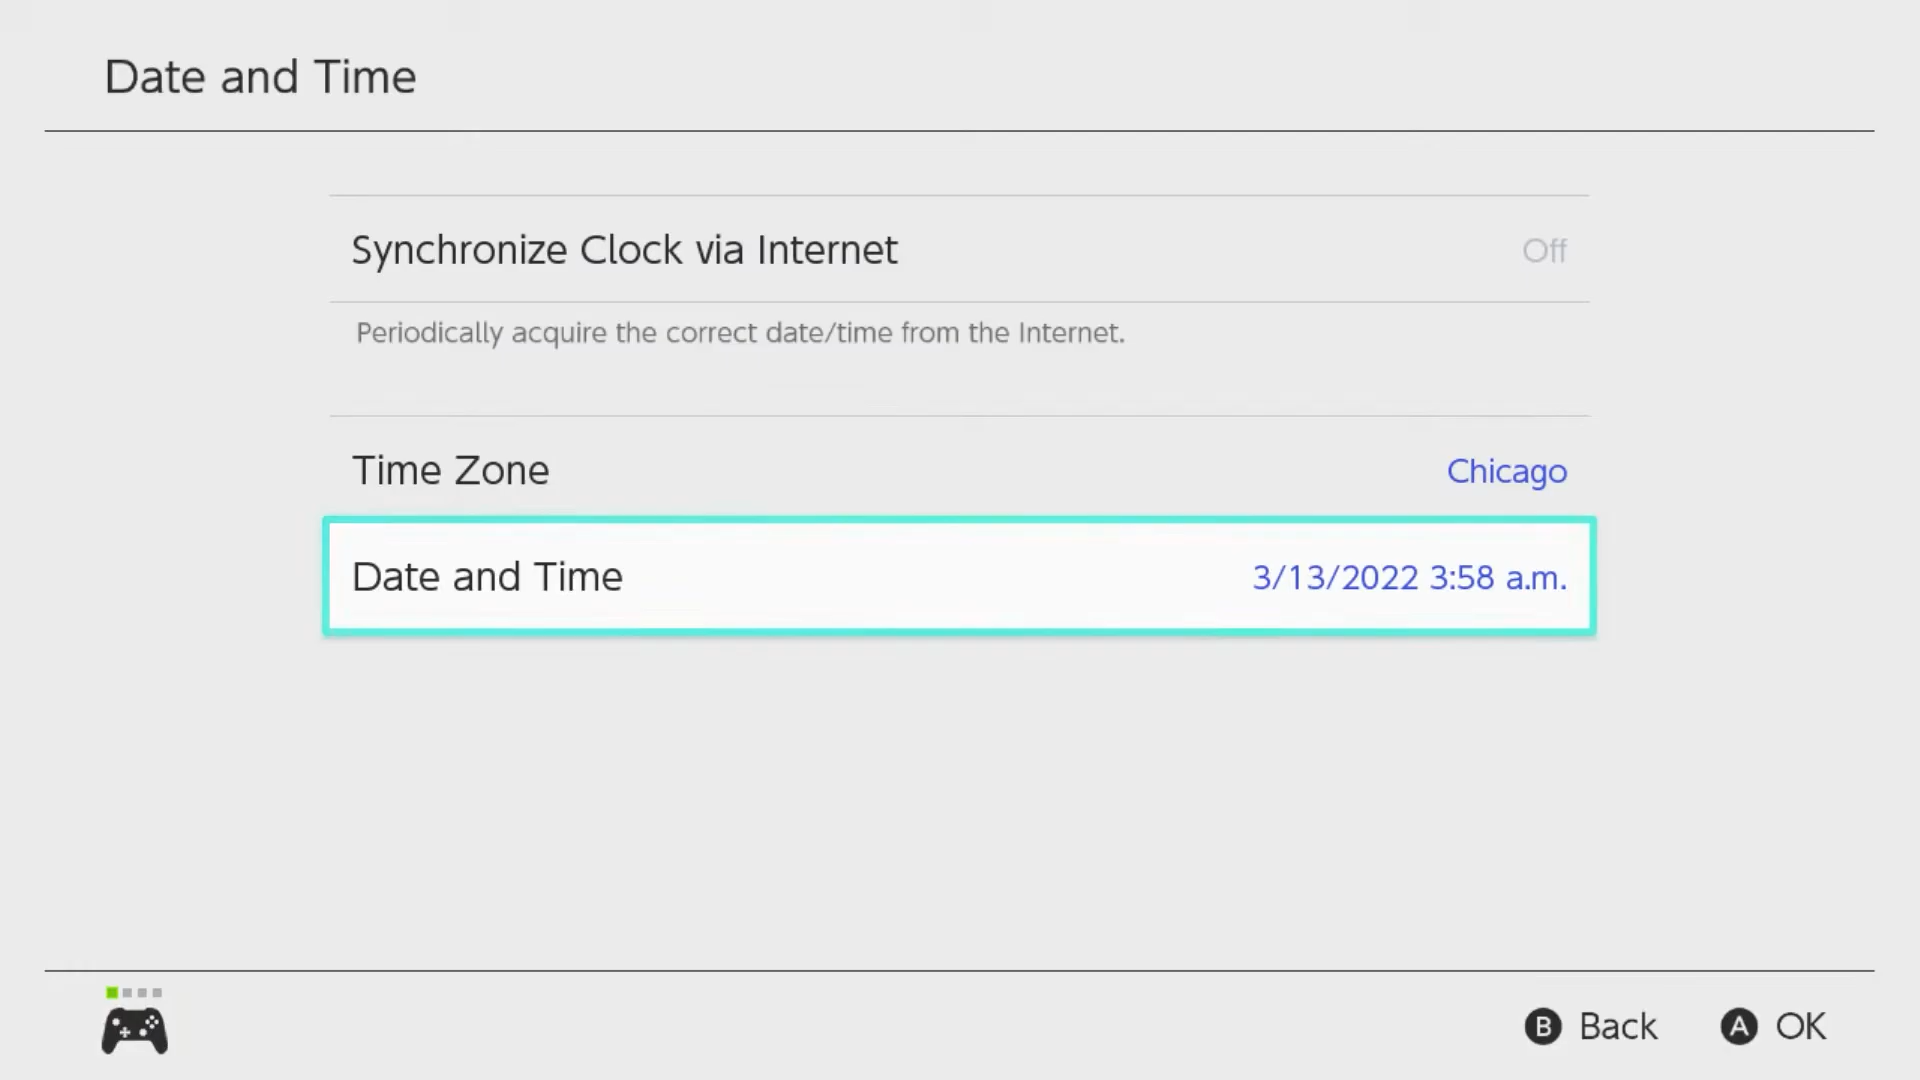 Date and Time
Synchronize Clock via Internet Off
Periodically acquire the correct date/time from the Internet.
Time Zone Chicago
Date and Time 3/13/2022 3:58 a.m.
B Back A OK